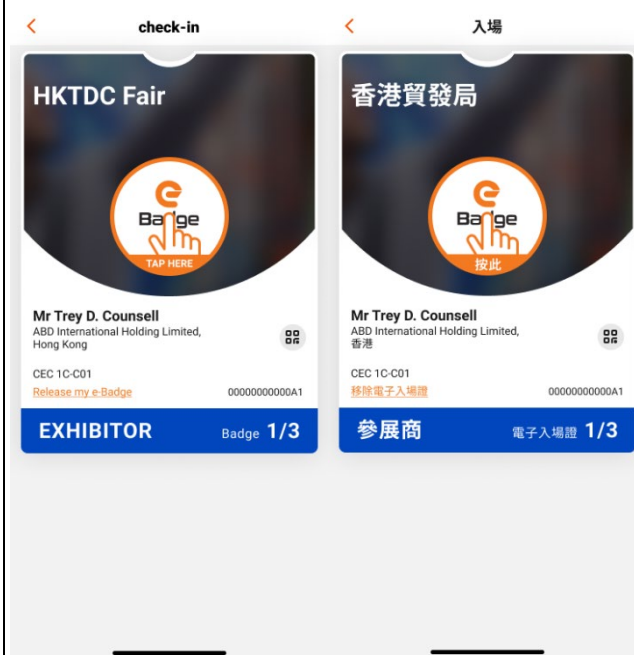 check-in
HKTDC Fair
Badge
TAP HERE
Mr Trey D. Counsell
ABD International Holding Limited,
Hong Kong
CEC 1C-C01
Release my e-Badge
00000000000A1
EXHIBITOR
Badge 1/3
入場
香港貿發局
Badge
按此
Mr Trey D. Counsell
ABD International Holding Limited,
香港
CEC 1C-C01
移除電子入場證
00000000000A1
參展商
電子入場證 1/3